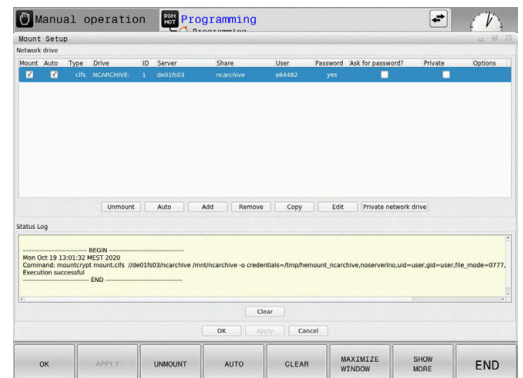 Manual operation
PGM
MGT
Programming
Programming
Mount Setup
Network drive
Mount Auto Type Drive ID Server Share User Password Ask for password? Private Options
cifs NCARCHIVE: 1 de01fs03 ncarchive a64482 yes
Unmount Auto Add Remove Copy Edit Private network drive
Status Log
-------------------------- BEGIN --------------------------
Mon Oct 19 13:01:32 MEST 2020
Command: mountcrypt mount.cifs //de01fs03/ncarchive /mnt/ncarchive -o credentials=/tmp/hemount_ncarchive,noserverino,uid=user,gid=user,file_mode=0777,
Execution successful
-------------------------- END --------------------------
Clear
OK Apply Cancel
OK APPLY UNMOUNT AUTO CLEAR MAXIMIZE WINDOW SHOW MORE END